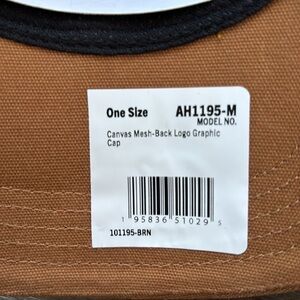 One Size AH1195-M
MODEL NO.
Canvas Mesh-Back Logo Graphic
Cap
1 95836 51029 5
101195-BRN